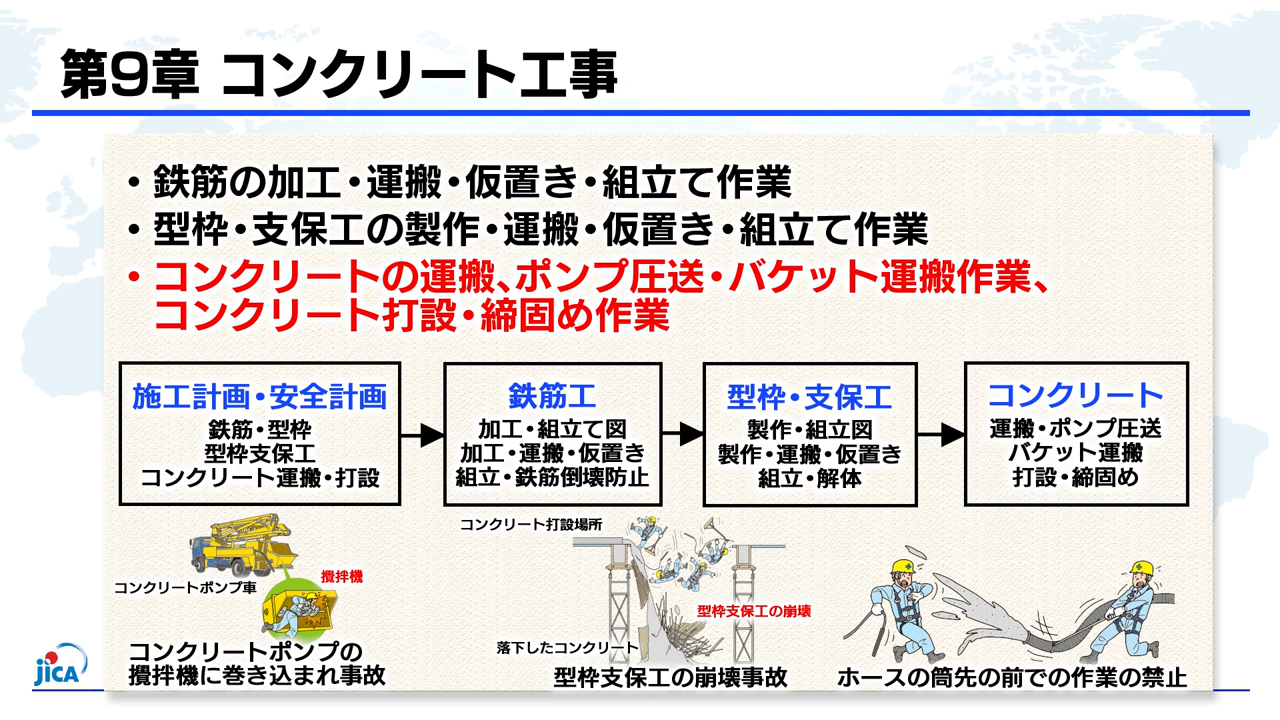 第9章 コンクリート工事
・鉄筋の加工・運搬・仮置き・組立て作業
・型枠・支保工の製作・運搬・仮置き・組立て作業
・コンクリートの運搬、ポンプ圧送・バケット運搬作業、
コンクリート打設・締固め作業
施工計画・安全計画
鉄筋・型枠
型枠支保工
コンクリート運搬・打設
鉄筋工
加工・組立て図
加工・運搬・仮置き
組立・鉄筋倒壊防止
型枠・支保工
製作・組立図
製作・運搬・仮置き
組立・解体
コンクリート
運搬・ポンプ圧送
バケット運搬
打設・締固め
コンクリートポンプ車
攪拌機
コンクリートポンプの
攪拌機に巻き込まれ事故
コンクリート打設場所
型枠支保工の崩壊
落下したコンクリート
型枠支保工の崩壊事故
ホースの筒先の前での作業の禁止
jICA